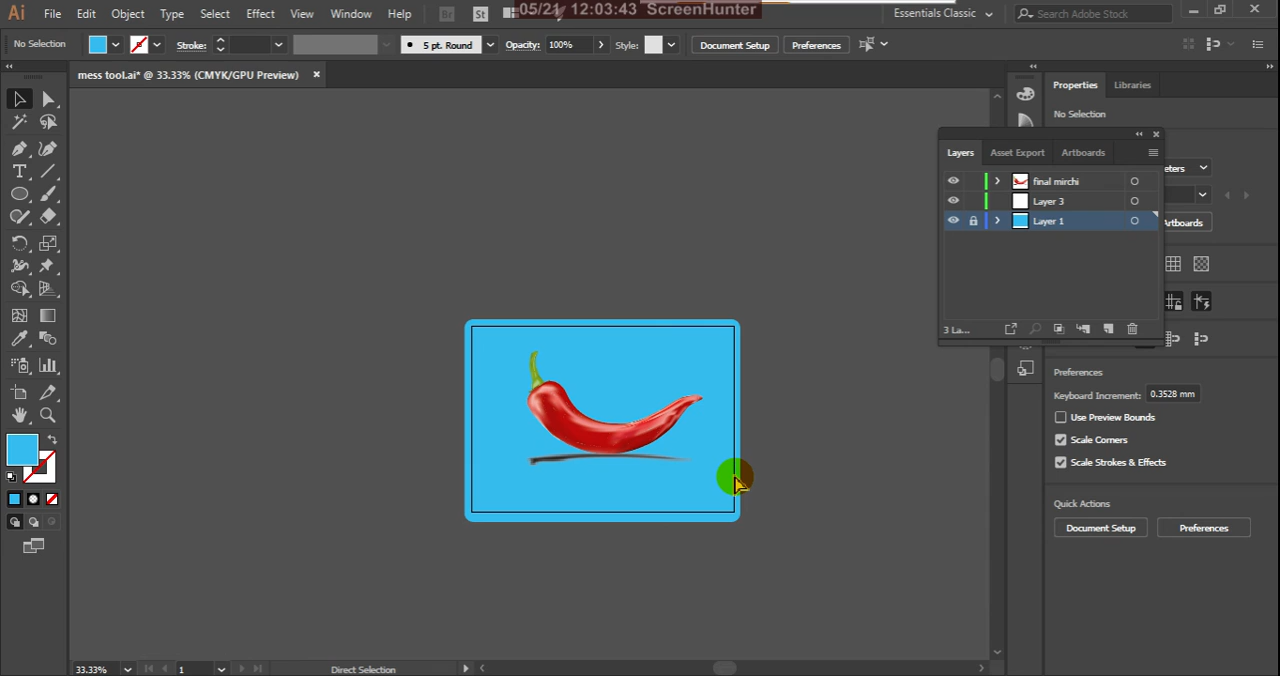 05/21 12:03:43 ScreenHunter
Ai File Edit Object Type Select Effect View Window Help Br St Essentials Classic Search Adobe Stock
No Selection Stroke: 5 pt. Round Opacity: 100% Style: Document Setup Preferences
mess tool.ai* @ 33.33% (CMYK/GPU Preview)
Properties Libraries
No Selection
Layers Asset Export Artboards
eters
final mirchi
Layer 3
Layer 1
Artboards
3 La...
Preferences
Keyboard Increment: 0.3528 mm
Use Preview Bounds
Scale Corners
Scale Strokes & Effects
Quick Actions
Document Setup Preferences
33.33% 1 Direct Selection